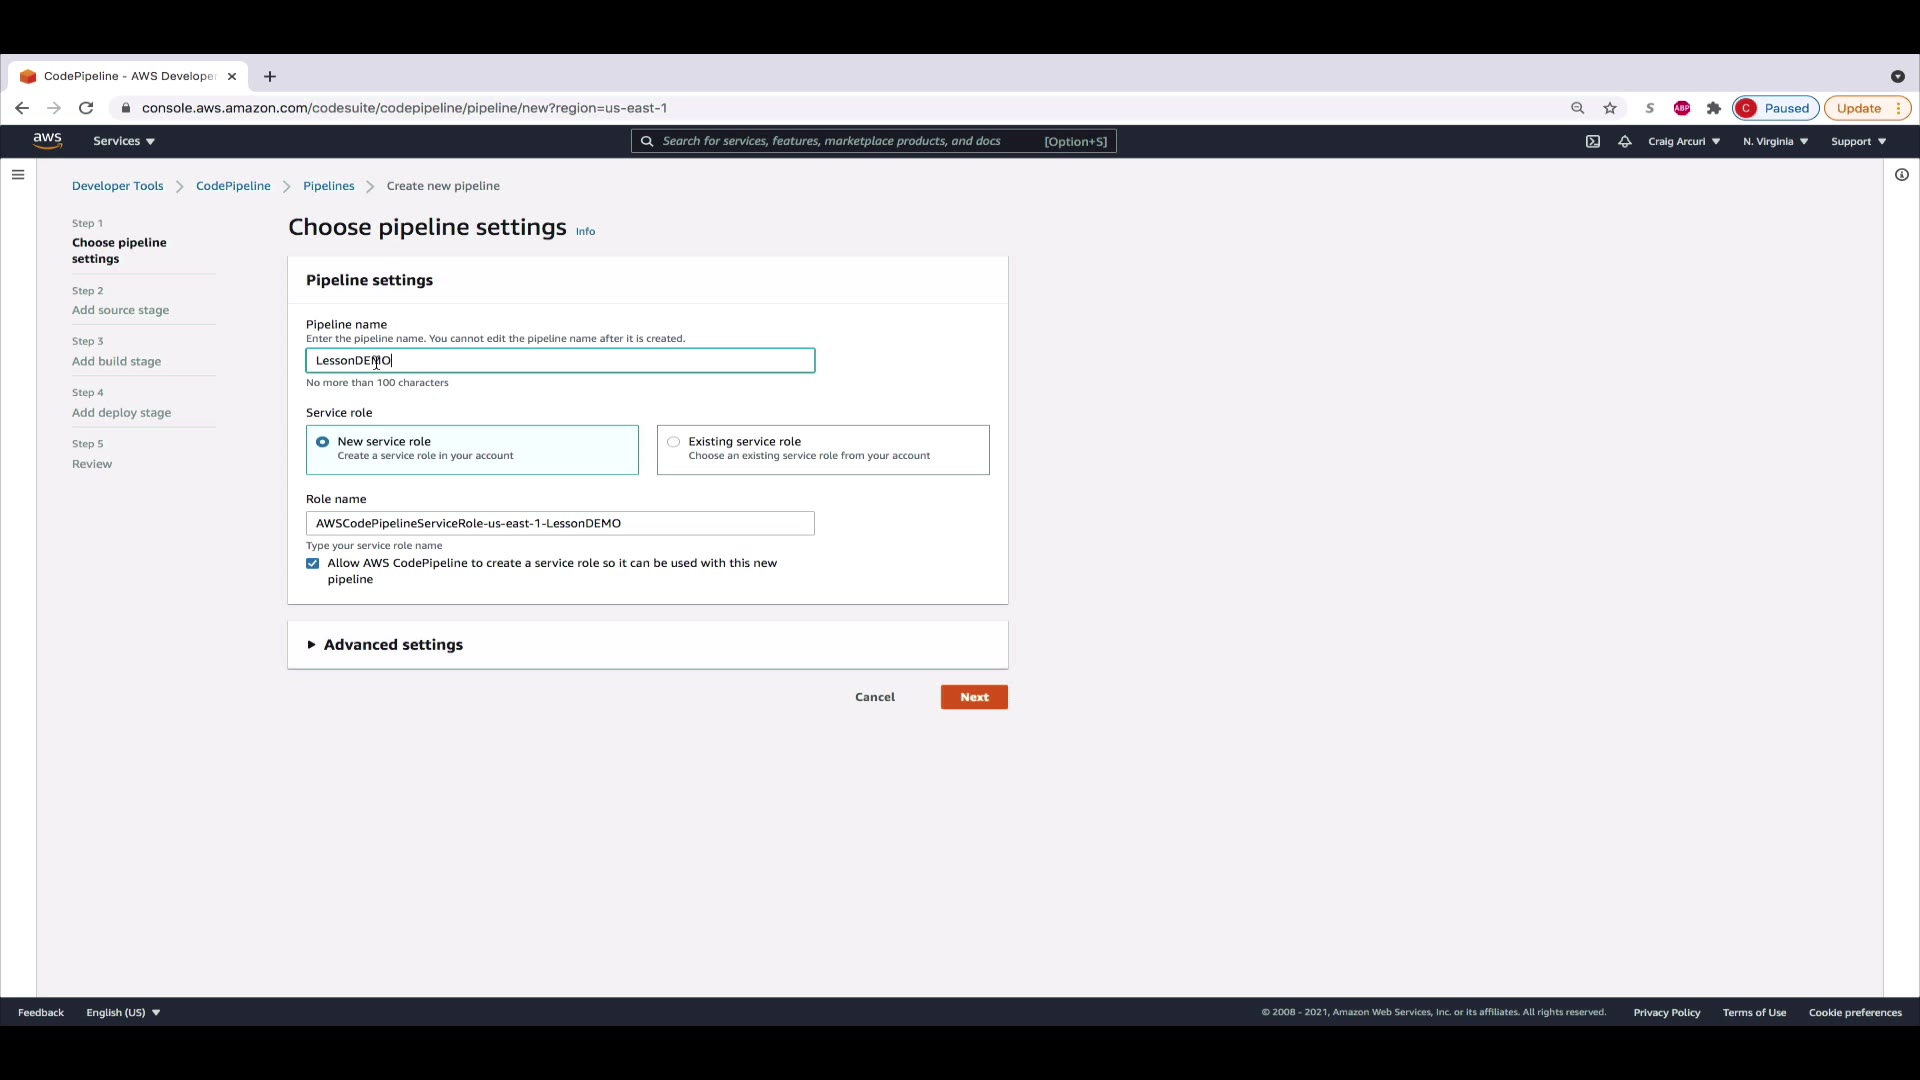 CodePipeline - AWS Developer
console.aws.amazon.com/codesuite/codepipeline/pipeline/new?region=us-east-1
S
ABP
C
Paused
Update
aws
Services
Search for services, features, marketplace products, and docs
[Option+S]
Craig Arcuri
N. Virginia
Support
Developer Tools
CodePipeline
Pipelines
Create new pipeline
Step 1
Choose pipeline
settings
Step 2
Add source stage
Step 3
Add build stage
Step 4
Add deploy stage
Step 5
Review
Choose pipeline settings Info
Pipeline settings
Pipeline name
Enter the pipeline name. You cannot edit the pipeline name after it is created.
LessonDEMO
No more than 100 characters
Service role
New service role
Create a service role in your account
Existing service role
Choose an existing service role from your account
Role name
AWSCodePipelineServiceRole-us-east-1-LessonDEMO
Type your service role name
Allow AWS CodePipeline to create a service role so it can be used with this new
pipeline
Advanced settings
Cancel
Next
Feedback
English (US)
© 2008 - 2021, Amazon Web Services, Inc. or its affiliates. All rights reserved.
Privacy Policy
Terms of Use
Cookie preferences